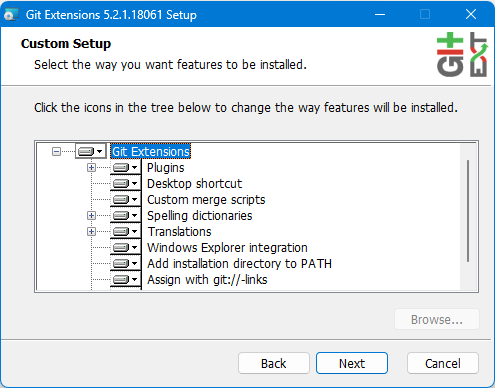 Git Extensions 5.2.1.18061 Setup
Custom Setup
Select the way you want features to be installed.
Git
EXT
Click the icons in the tree below to change the way features will be installed.
Git Extensions
Plugins
Desktop shortcut
Custom merge scripts
Spelling dictionaries
Translations
Windows Explorer integration
Add installation directory to PATH
Assign with git://-links
Browse...
Back
Next
Cancel